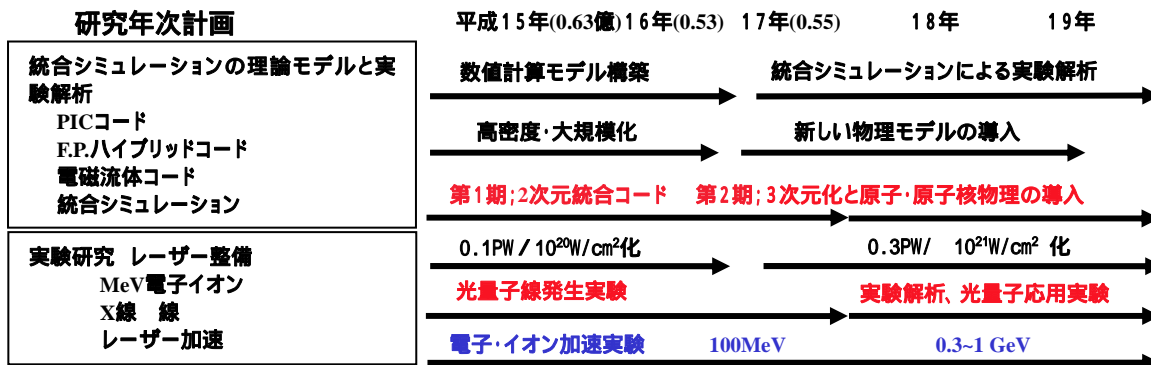 研究年次計画
平成15年(0.63億)16年(0.53) 17年(0.55) 18年 19年
統合シミュレーションの理論モデルと実
験解析
PICコード
F.P.ハイブリッドコード
電磁流体コード
統合シミュレーション
数値計算モデル構築 統合シミュレーションによる実験解析
高密度・大規模化 新しい物理モデルの導入
第1期;2次元統合コード 第2期;3次元化と原子・原子核物理の導入
実験研究 レーザー整備
MeV電子イオン
X線 線
レーザー加速
0.1PW/10²⁰W/cm²化 0.3PW/ 10²¹W/cm² 化
光量子線発生実験 実験解析、光量子応用実験
電子・イオン加速実験 100MeV 0.3~1 GeV